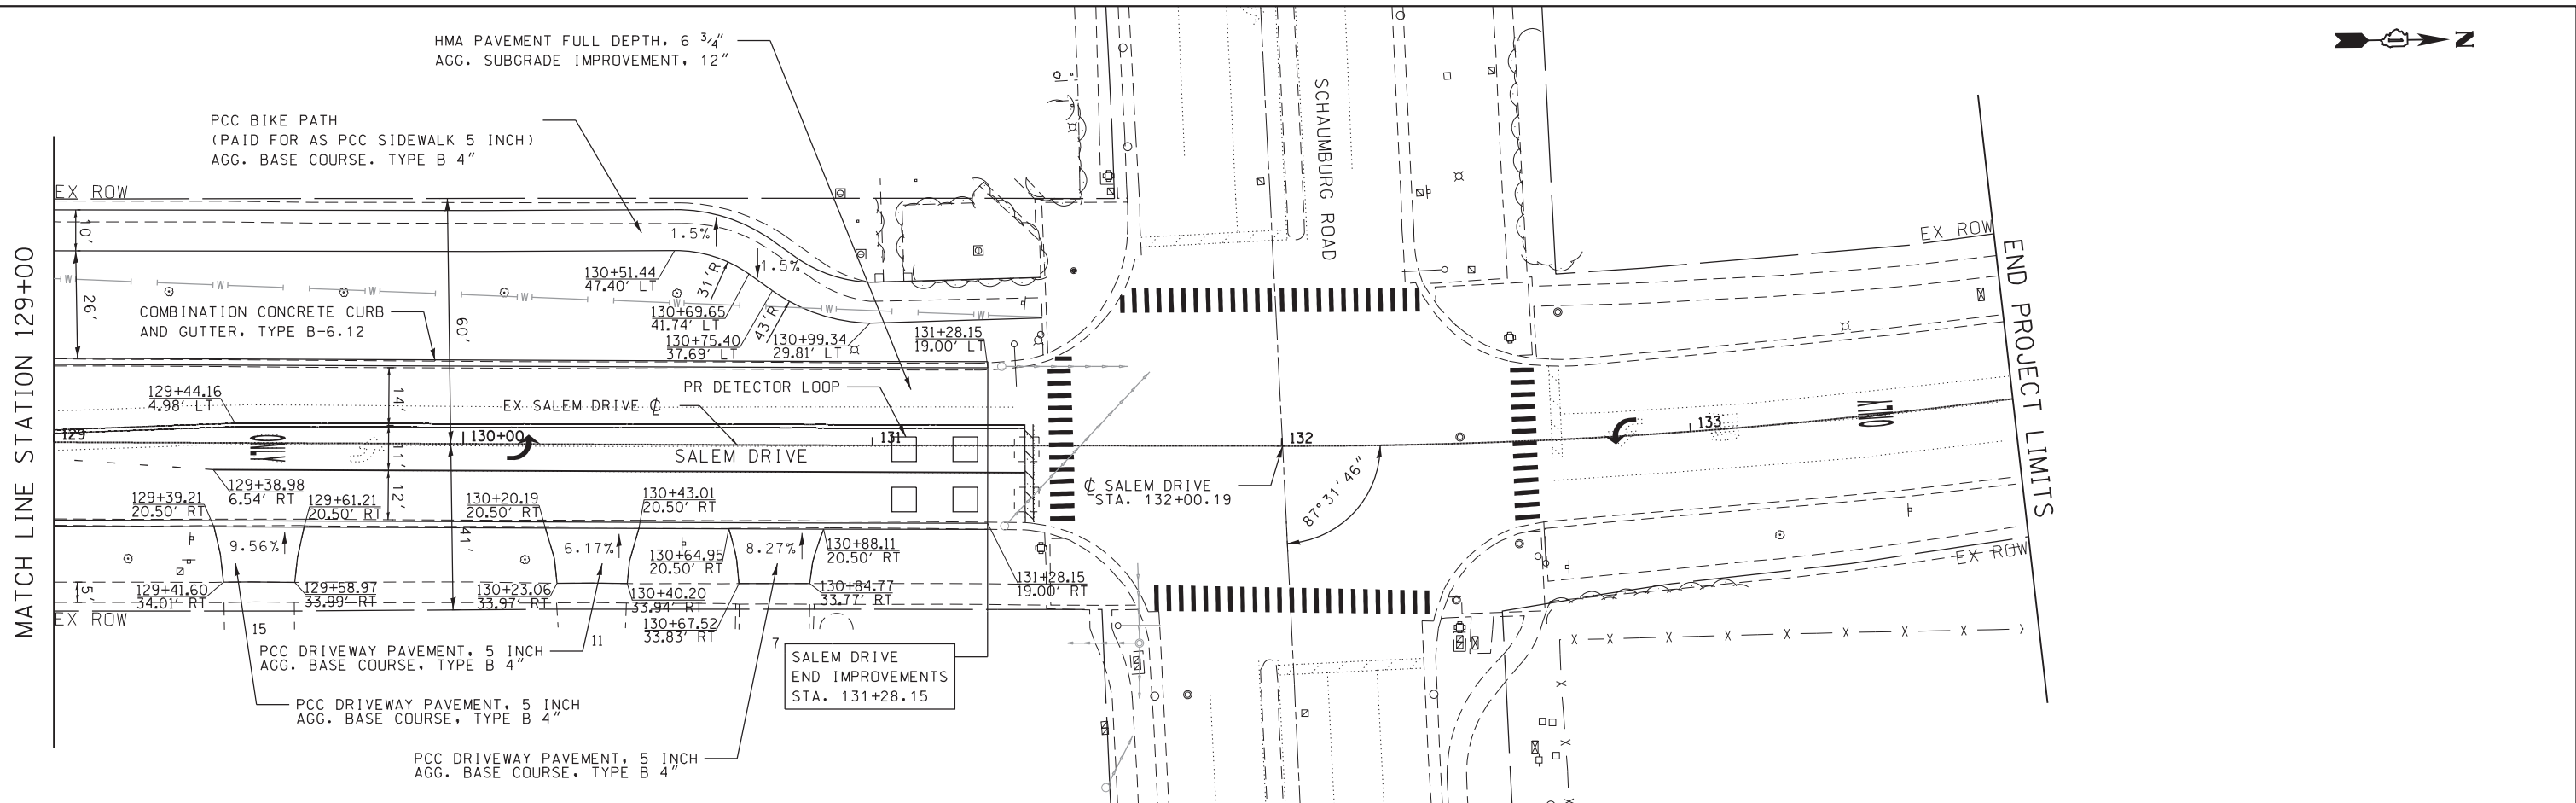 HMA PAVEMENT FULL DEPTH, 6 3/4"
AGG. SUBGRADE IMPROVEMENT, 12"
N
PCC BIKE PATH
(PAID FOR AS PCC SIDEWALK 5 INCH)
AGG. BASE COURSE. TYPE B 4"
SCHAUMBURG ROAD
EX ROW
EX ROW
MATCH LINE STATION 129+00
END PROJECT LIMITS
10'
1.5%
1.5%
130+51.44
47.40' LT
31'R
W
W
W
W
W
W
W
26'
60'
COMBINATION CONCRETE CURB
AND GUTTER, TYPE B-6.12
130+69.65
41.74' LT
43'R
130+75.40
37.69' LT
130+99.34
29.81' LT
131+28.15
19.00' LT
129+44.16
4.98' LT
14'
PR DETECTOR LOOP
EX SALEM DRIVE ℄
129
ONLY
130+00
131
132
133
ONLY
11'
SALEM DRIVE
129+38.98
6.54' RT
12'
℄ SALEM DRIVE
STA. 132+00.19
87°31'46"
129+39.21
20.50' RT
129+61.21
20.50' RT
130+20.19
20.50' RT
130+43.01
20.50' RT
41'
9.56%
6.17%
130+64.95
20.50' RT
8.27%
130+88.11
20.50' RT
EX ROW
5'
129+41.60
34.01' RT
129+58.97
33.99' RT
130+23.06
33.97' RT
130+40.20
33.94' RT
130+84.77
33.77' RT
131+28.15
19.00' RT
EX ROW
130+67.52
33.83' RT
15
11
7
PCC DRIVEWAY PAVEMENT, 5 INCH
AGG. BASE COURSE, TYPE B 4"
SALEM DRIVE
END IMPROVEMENTS
STA. 131+28.15
X X X X X X X X
PCC DRIVEWAY PAVEMENT, 5 INCH
AGG. BASE COURSE, TYPE B 4"
PCC DRIVEWAY PAVEMENT, 5 INCH
AGG. BASE COURSE, TYPE B 4"